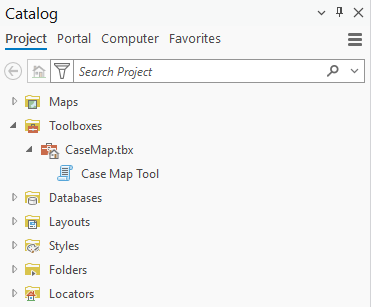 Catalog
Project Portal Computer Favorites
Search Project
Maps
Toolboxes
CaseMap.tbx
Case Map Tool
Databases
Layouts
Styles
Folders
Locators